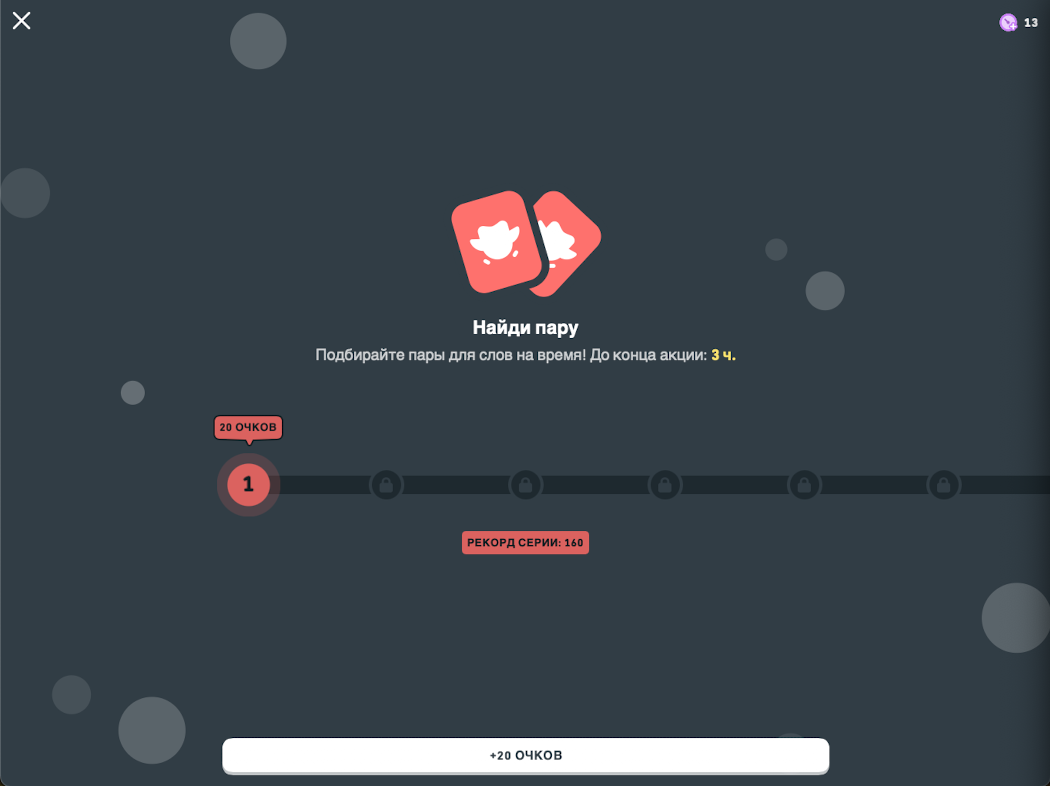 13
Найди пару
Подбирайте пары для слов на время! До конца акции: 3 ч.
20 ОЧКОВ
1
РЕКОРД СЕРИИ: 160
+20 ОЧКОВ